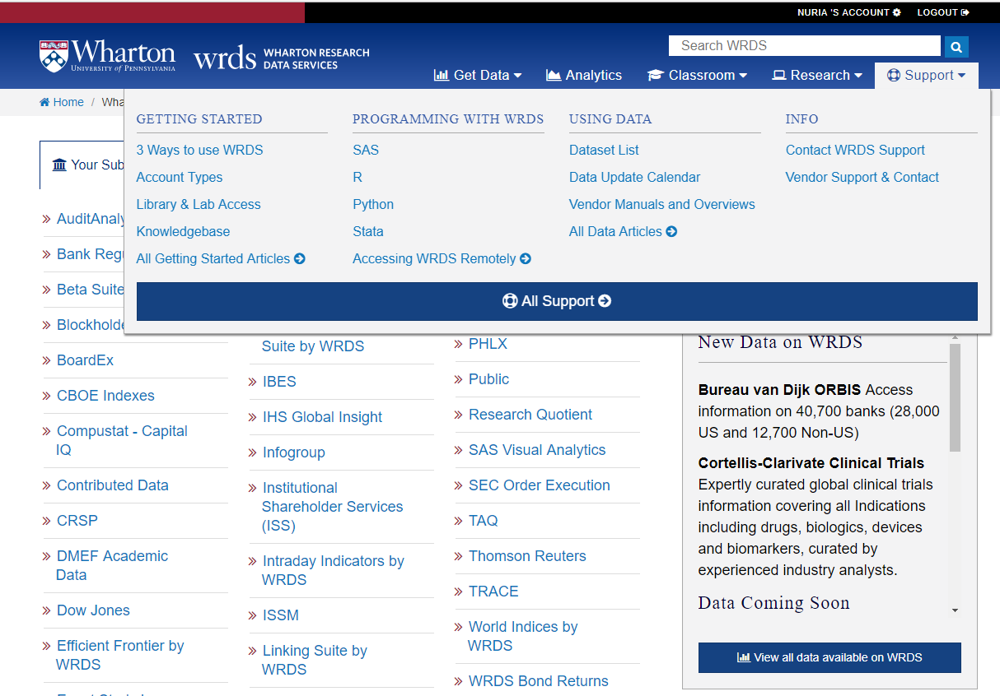 NURIA 'S ACCOUNT
LOGOUT
Wharton
UNIVERSITY of PENNSYLVANIA
wrds
WHARTON RESEARCH
DATA SERVICES
Search WRDS
Get Data
Analytics
Classroom
Research
Support
Home / Wha
GETTING STARTED
3 Ways to use WRDS
Account Types
Library & Lab Access
Knowledgebase
All Getting Started Articles
PROGRAMMING WITH WRDS
SAS
R
Python
Stata
Accessing WRDS Remotely
USING DATA
Dataset List
Data Update Calendar
Vendor Manuals and Overviews
All Data Articles
INFO
Contact WRDS Support
Vendor Support & Contact
All Support
Your Sub
AuditAnaly
Bank Regu
Beta Suite
Blockholde
BoardEx
CBOE Indexes
Compustat - Capital
IQ
Contributed Data
CRSP
DMEF Academic
Data
Dow Jones
Efficient Frontier by
WRDS
Suite by WRDS
IBES
IHS Global Insight
Infogroup
Institutional
Shareholder Services
(ISS)
Intraday Indicators by
WRDS
ISSM
Linking Suite by
WRDS
PHLX
Public
Research Quotient
SAS Visual Analytics
SEC Order Execution
TAQ
Thomson Reuters
TRACE
World Indices by
WRDS
WRDS Bond Returns
New Data on WRDS
Bureau van Dijk ORBIS Access
information on 40,700 banks (28,000
US and 12,700 Non-US)
Cortellis-Clarivate Clinical Trials
Expertly curated global clinical trials
information covering all Indications
including drugs, biologics, devices
and biomarkers, curated by
experienced industry analysts.
Data Coming Soon
View all data available on WRDS